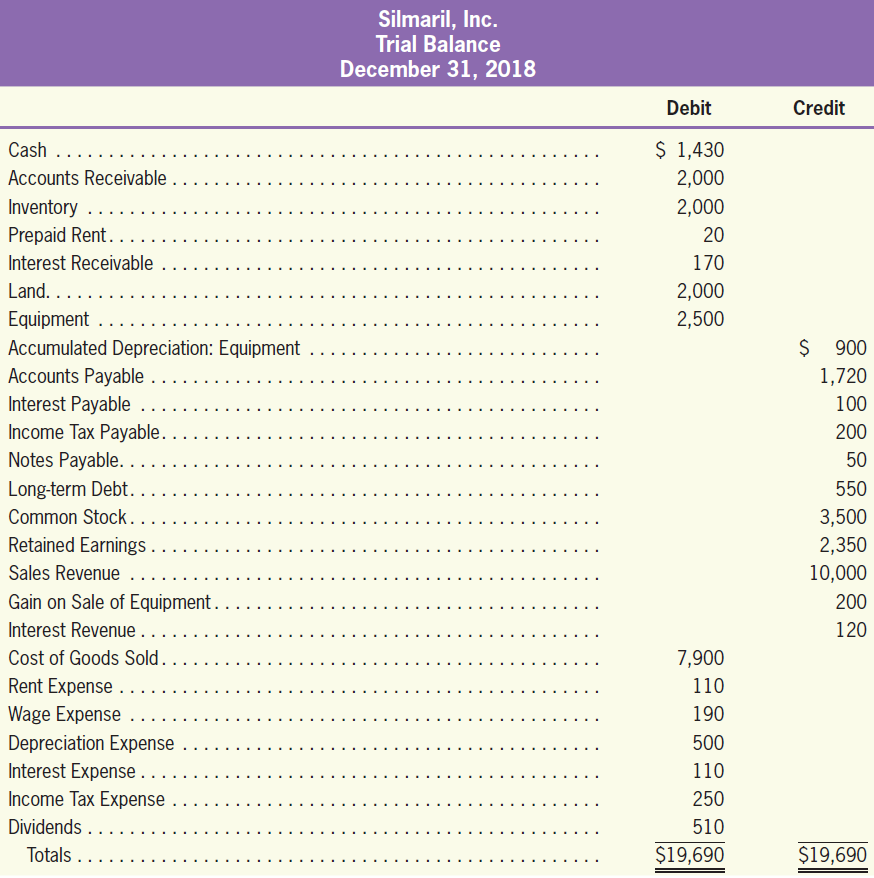 Silmaril, Inc.
Trial Balance
December 31, 2018
Debit Credit
Cash . . . . . . . . . . . . . . . . . . . . $ 1,430
Accounts Receivable . . . . . . . . . . . . . . . . . . . . 2,000
Inventory . . . . . . . . . . . . . . . . . . . . 2,000
Prepaid Rent . . . . . . . . . . . . . . . . . . . . 20
Interest Receivable . . . . . . . . . . . . . . . . . . . . 170
Land. . . . . . . . . . . . . . . . . . . . 2,000
Equipment . . . . . . . . . . . . . . . . . . . . 2,500
Accumulated Depreciation: Equipment . . . . . . . . . . . . . . . . . . . . $ 900
Accounts Payable . . . . . . . . . . . . . . . . . . . . 1,720
Interest Payable . . . . . . . . . . . . . . . . . . . . 100
Income Tax Payable. . . . . . . . . . . . . . . . . . . . 200
Notes Payable. . . . . . . . . . . . . . . . . . . . 50
Long-term Debt. . . . . . . . . . . . . . . . . . . . 550
Common Stock . . . . . . . . . . . . . . . . . . . . 3,500
Retained Earnings . . . . . . . . . . . . . . . . . . . . 2,350
Sales Revenue . . . . . . . . . . . . . . . . . . . . 10,000
Gain on Sale of Equipment . . . . . . . . . . . . . . . . . . . . 200
Interest Revenue . . . . . . . . . . . . . . . . . . . . 120
Cost of Goods Sold . . . . . . . . . . . . . . . . . . . . 7,900
Rent Expense . . . . . . . . . . . . . . . . . . . . 110
Wage Expense . . . . . . . . . . . . . . . . . . . . 190
Depreciation Expense . . . . . . . . . . . . . . . . . . . . 500
Interest Expense . . . . . . . . . . . . . . . . . . . . 110
Income Tax Expense . . . . . . . . . . . . . . . . . . . . 250
Dividends . . . . . . . . . . . . . . . . . . . . 510
Totals . . . . . . . . . . . . . . . . . . . . $19,690 $19,690